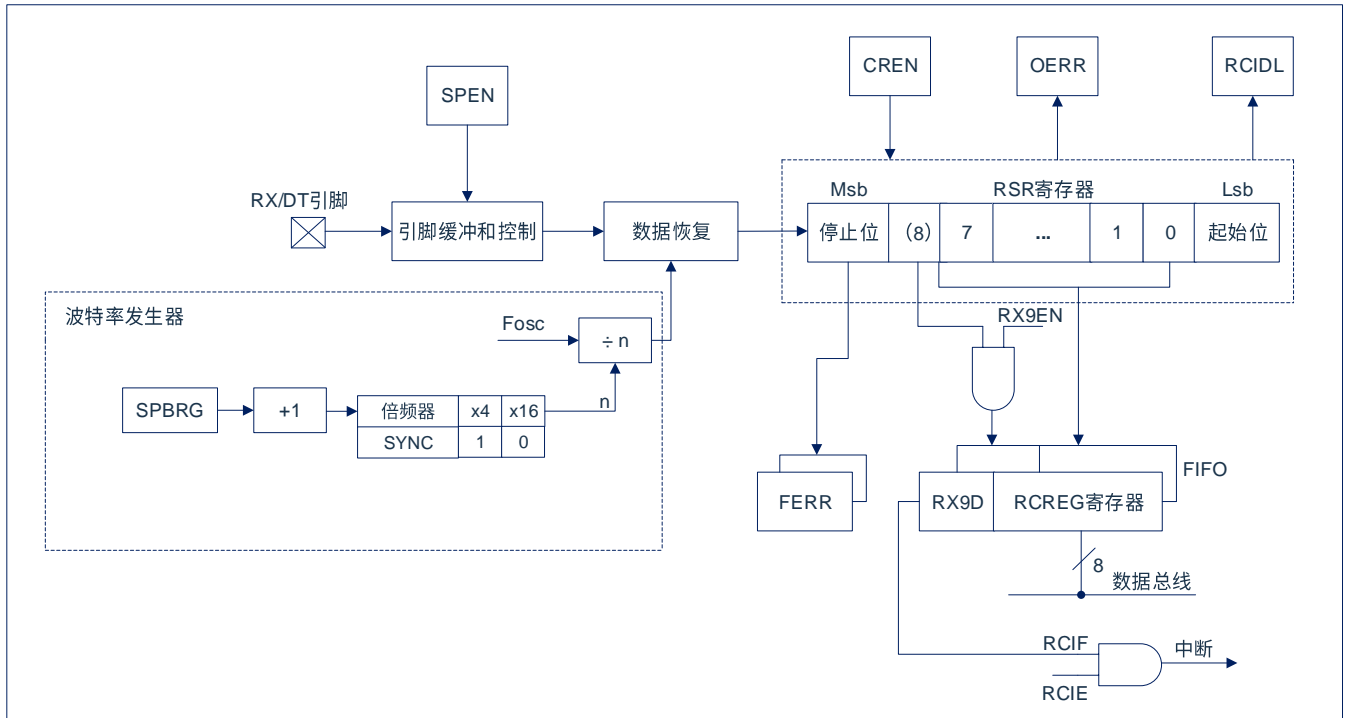 CREN
OERR
RCIDL
SPEN
Msb
RSR寄存器
Lsb
RX/DT引脚
引脚缓冲和控制
数据恢复
停止位
（8）
7
...
1
0
起始位
波特率发生器
Fosc
÷ n
RX9EN
SPBRG
+1
倍频器
x4
x16
n
SYNC
1
0
FIFO
FERR
RX9D
RCREG寄存器
8
数据总线
RCIF
中断
RCIE